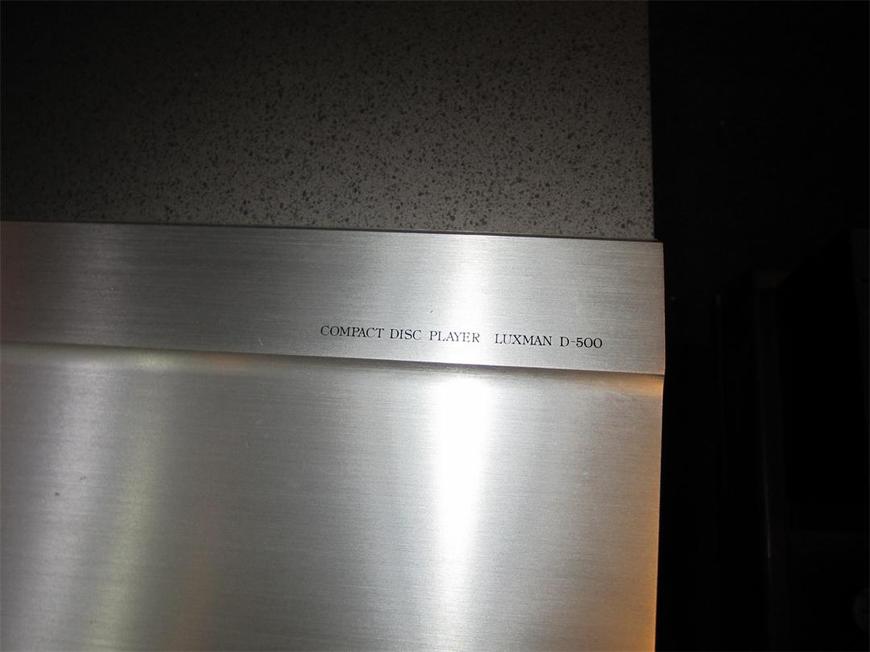 COMPACT DISC PLAYER LUXMAN D-500